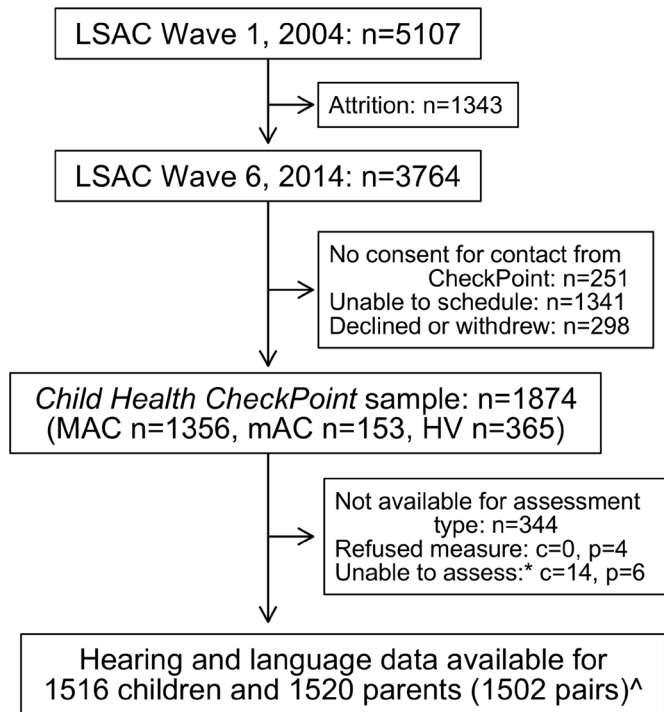 LSAC Wave 1, 2004: n=5107
Attrition: n=1343
LSAC Wave 6, 2014: n=3764
No consent for contact from
CheckPoint: n=251
Unable to schedule: n=1341
Declined or withdrew: n=298
Child Health CheckPoint sample: n=1874
(MAC n=1356, mAC n=153, HV n=365)
Not available for assessment
type: n=344
Refused measure: c=0, p=4
Unable to assess:* c=14, p=6
Hearing and language data available for
1516 children and 1520 parents (1502 pairs)^